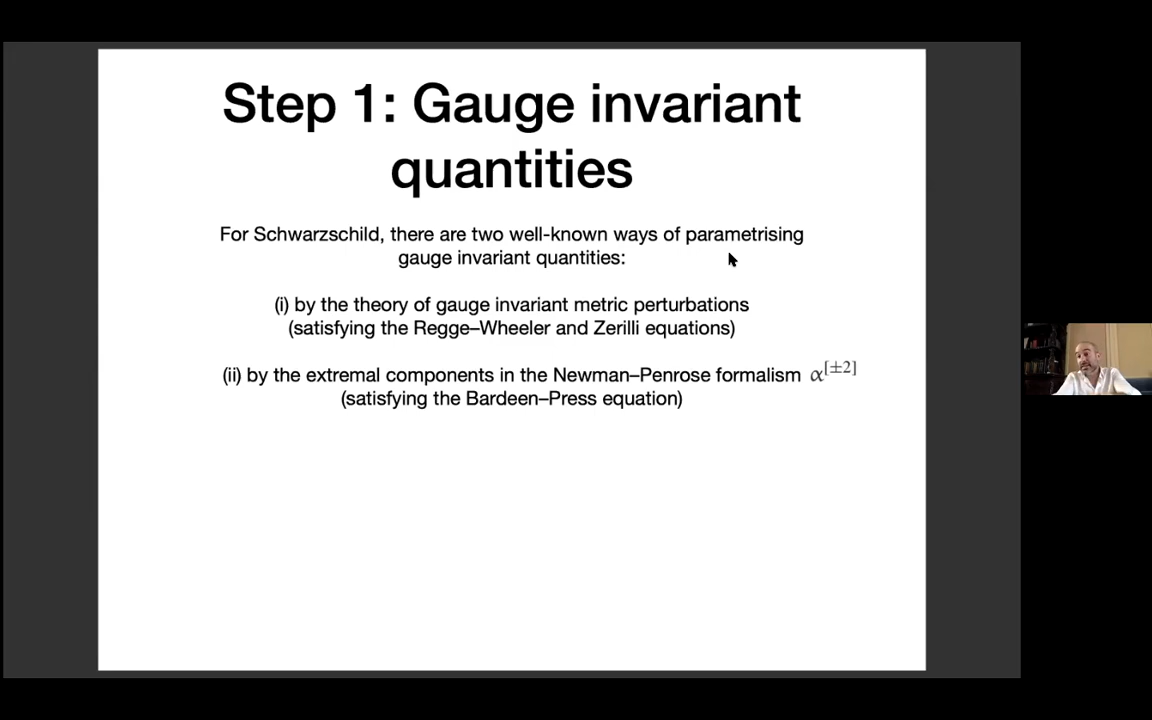 Step 1: Gauge invariant
quantities
For Schwarzschild, there are two well-known ways of parametrising
gauge invariant quantities:
(i) by the theory of gauge invariant metric perturbations
(satisfying the Regge–Wheeler and Zerilli equations)
(ii) by the extremal components in the Newman–Penrose formalism α^[±2]
(satisfying the Bardeen–Press equation)